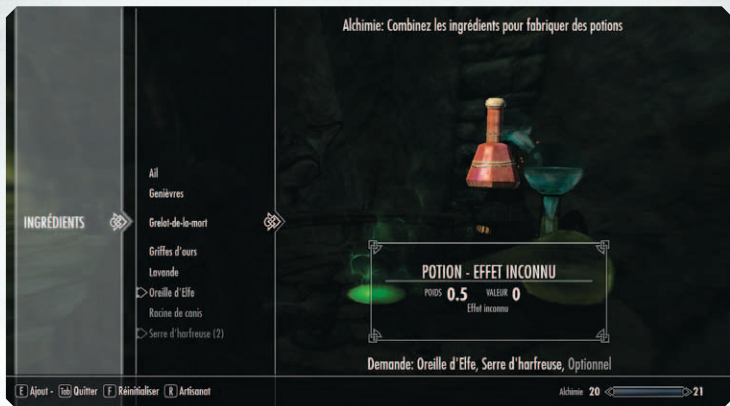 Alchimie: Combinez les ingrédients pour fabriquer des potions
INGRÉDIENTS
Ail
Genièvres
Grelat-de-la-mort
Griffes d'ours
Lavande
Oreille d'Elfe
Racine de canis
Serre d'harfreuse (2)
POTION - EFFET INCONNU
POIDS 0.5 VALEUR 0
Effet inconnu
Demande: Oreille d'Elfe, Serre d'harfreuse, Optionnel
E Ajout - Tab Quitter F Réinitialiser R Artisanat
Alchimie 20 21